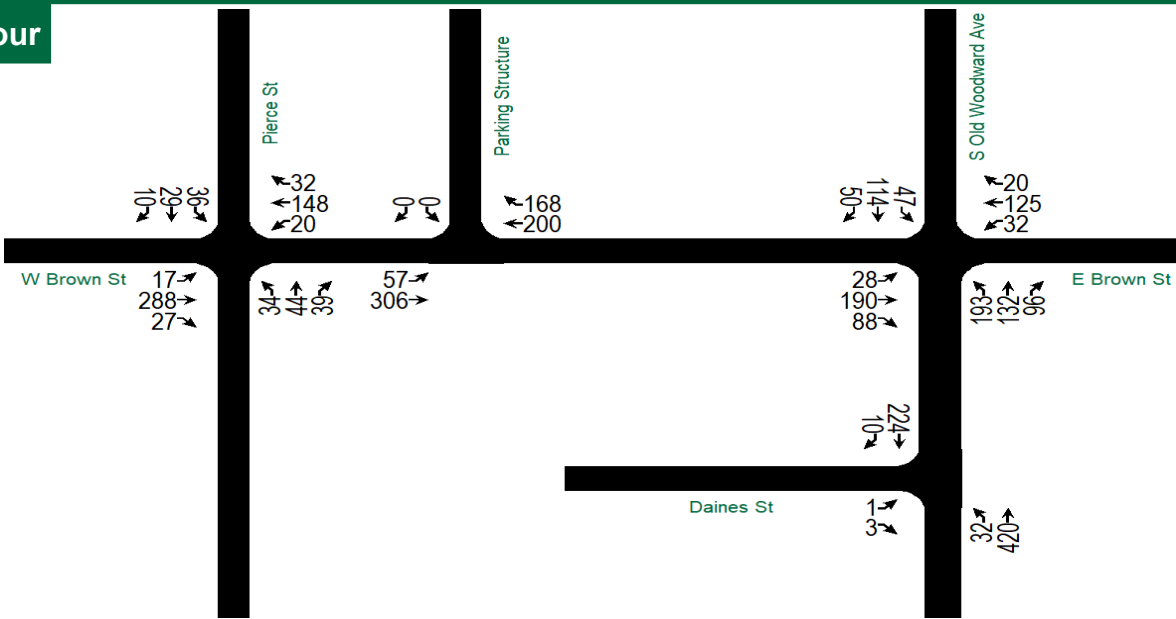 our
Pierce St
Parking Structure
S Old Woodward Ave
10 29 36
32
148
20
0 0
168
200
50 114 47
20
125
32
W Brown St
E Brown St
17
288
27
34 44 39
57
306
28
190
88
193 132 96
10 224
Daines St
1
3
32 420